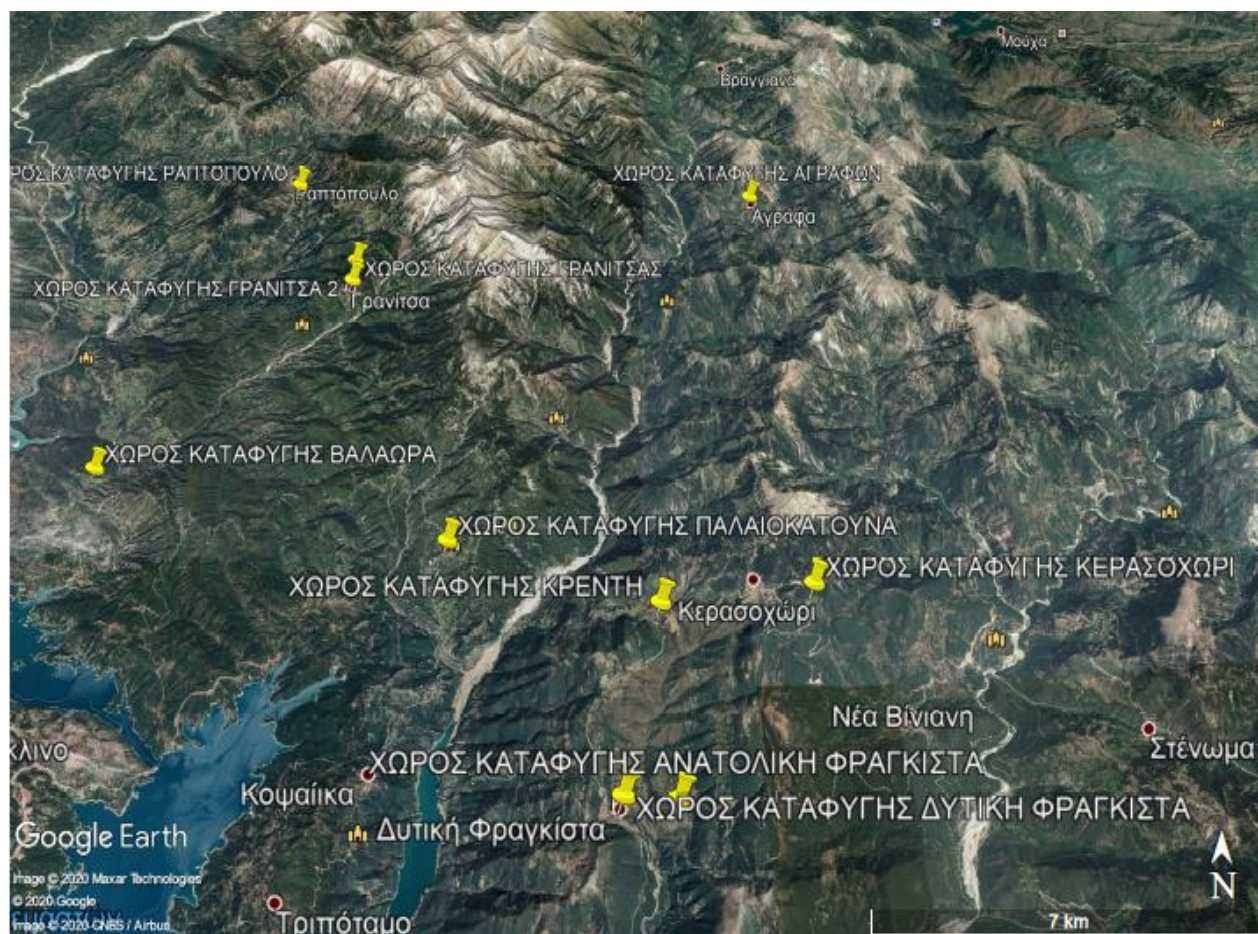 Μούχα
Βραγγιανά
ΡΟΣ ΚΑΤΑΦΥΓΗΣ ΡΑΠΤΟΠΟΥΛΟ
Ραπτόπουλο
ΧΩΡΟΣ ΚΑΤΑΦΥΓΗΣ ΑΓΡΑΦΩΝ
Άγραφα
ΧΩΡΟΣ ΚΑΤΑΦΥΓΗΣ ΓΡΑΝΙΤΣΑΣ
ΧΩΡΟΣ ΚΑΤΑΦΥΓΗΣ ΓΡΑΝΙΤΣΑ 2
Γρανίτσα
ΧΩΡΟΣ ΚΑΤΑΦΥΓΗΣ ΒΑΛΑΩΡΑ
ΧΩΡΟΣ ΚΑΤΑΦΥΓΗΣ ΠΑΛΑΙΟΚΑΤΟΥΝΑ
ΧΩΡΟΣ ΚΑΤΑΦΥΓΗΣ ΚΕΡΑΣΟΧΩΡΙ
ΧΩΡΟΣ ΚΑΤΑΦΥΓΗΣ ΚΡΕΝΤΗ
Κερασοχώρι
Νέα Βίνιανη
Στένωμα
κλινο
ΧΩΡΟΣ ΚΑΤΑΦΥΓΗΣ ΑΝΑΤΟΛΙΚΗ ΦΡΑΓΚΙΣΤΑ
Κοψαίικα
ΧΩΡΟΣ ΚΑΤΑΦΥΓΗΣ ΔΥΤΙΚΗ ΦΡΑΓΚΙΣΤΑ
Δυτική Φραγκίστα
Google Earth
Image © 2020 Maxar Technologies
© 2020 Google
Image © 2020 CNES / Airbus
Τριπόταμο
N
7 km